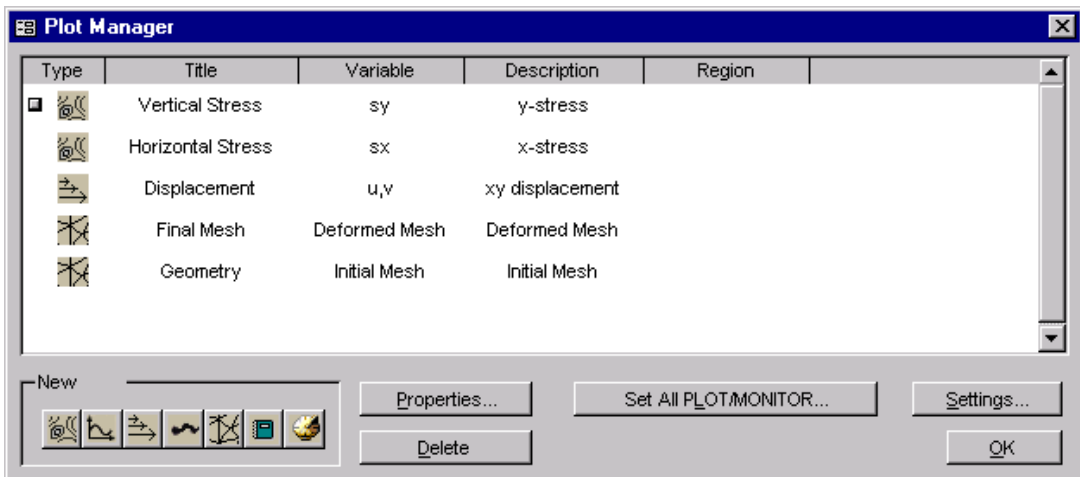 Plot Manager
Type Title Variable Description Region
Vertical Stress sy y-stress
Horizontal Stress sx x-stress
Displacement u,v xy displacement
Final Mesh Deformed Mesh Deformed Mesh
Geometry Initial Mesh Initial Mesh
New
Properties... Set All PLOT/MONITOR... Settings...
Delete OK